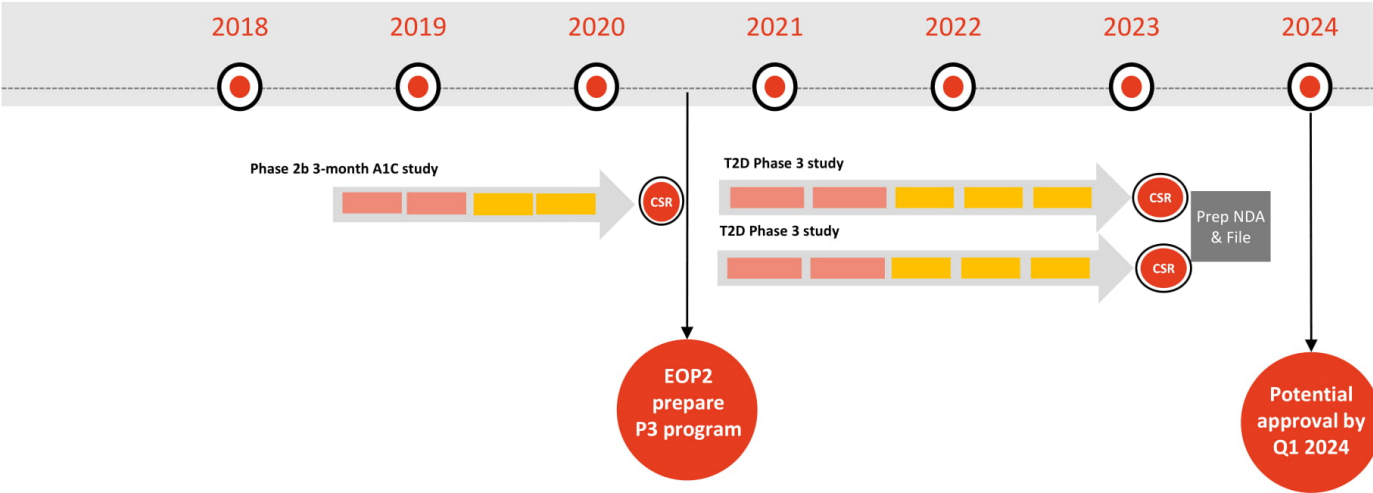 2018
2019
2020
2021
2022
2023
2024
Phase 2b 3-month A1C study
CSR
T2D Phase 3 study
CSR
T2D Phase 3 study
CSR
Prep NDA
& File
EOP2
prepare
P3 program
Potential
approval by
Q1 2024